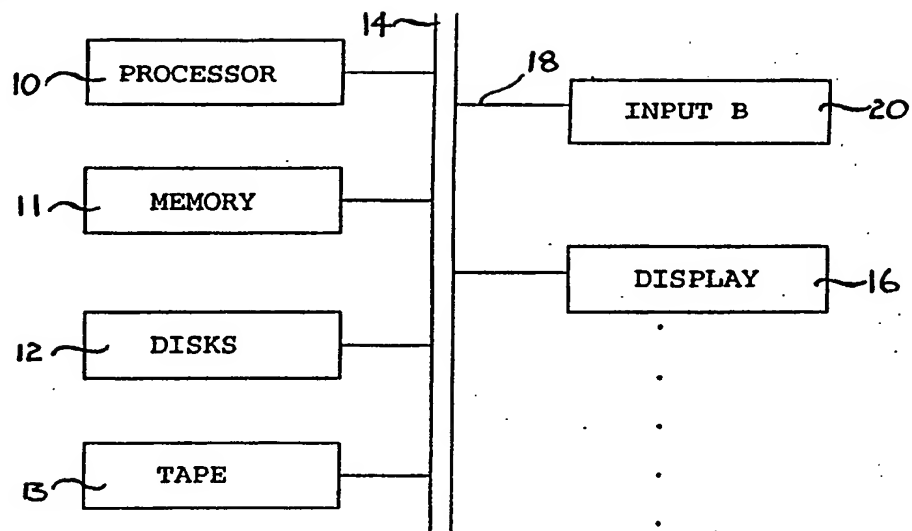 14
10 PROCESSOR
18
INPUT B 20
11 MEMORY
DISPLAY 16
12 DISKS
13 TAPE